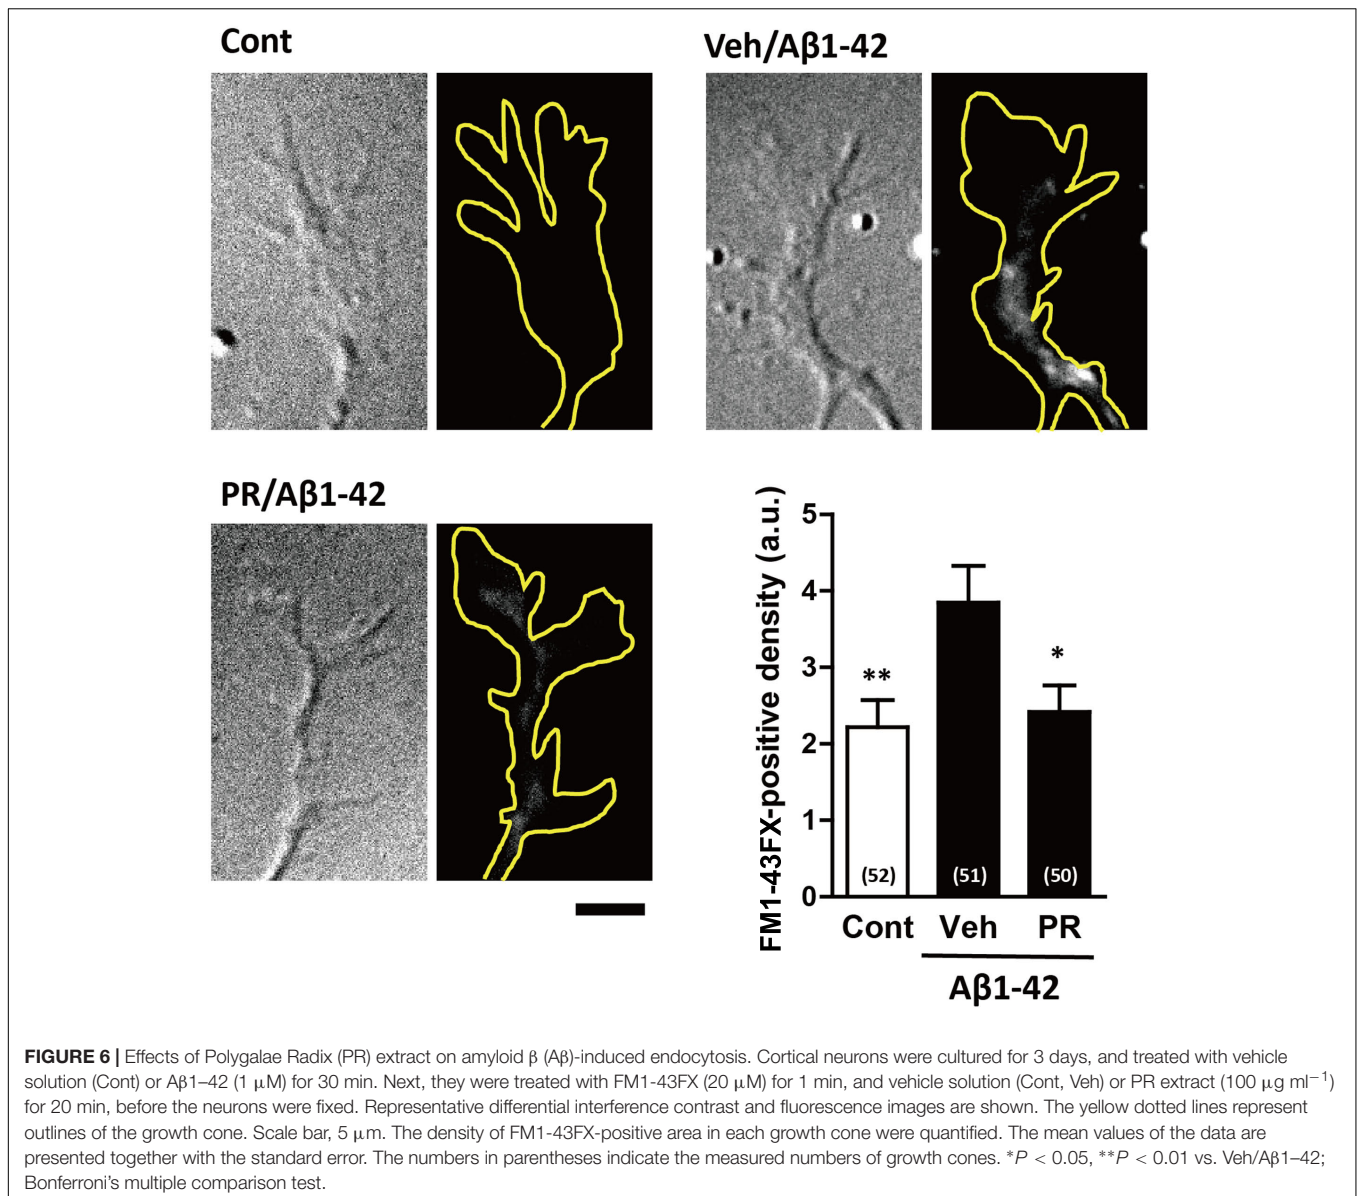 Cont
Veh/Aβ1-42
PR/Aβ1-42
FM1-43FX-positive density (a.u.)
5
4
3
2
1
0
**
*
(52)
(51)
(50)
Cont
Veh
PR
Aβ1-42
FIGURE 6 | Effects of Polygalae Radix (PR) extract on amyloid β (Aβ)-induced endocytosis. Cortical neurons were cultured for 3 days, and treated with vehicle
solution (Cont) or Aβ1–42 (1 μM) for 30 min. Next, they were treated with FM1-43FX (20 μM) for 1 min, and vehicle solution (Cont, Veh) or PR extract (100 μg ml⁻¹)
for 20 min, before the neurons were fixed. Representative differential interference contrast and fluorescence images are shown. The yellow dotted lines represent
outlines of the growth cone. Scale bar, 5 μm. The density of FM1-43FX-positive area in each growth cone were quantified. The mean values of the data are
presented together with the standard error. The numbers in parentheses indicate the measured numbers of growth cones. *P < 0.05, **P < 0.01 vs. Veh/Aβ1–42;
Bonferroni's multiple comparison test.